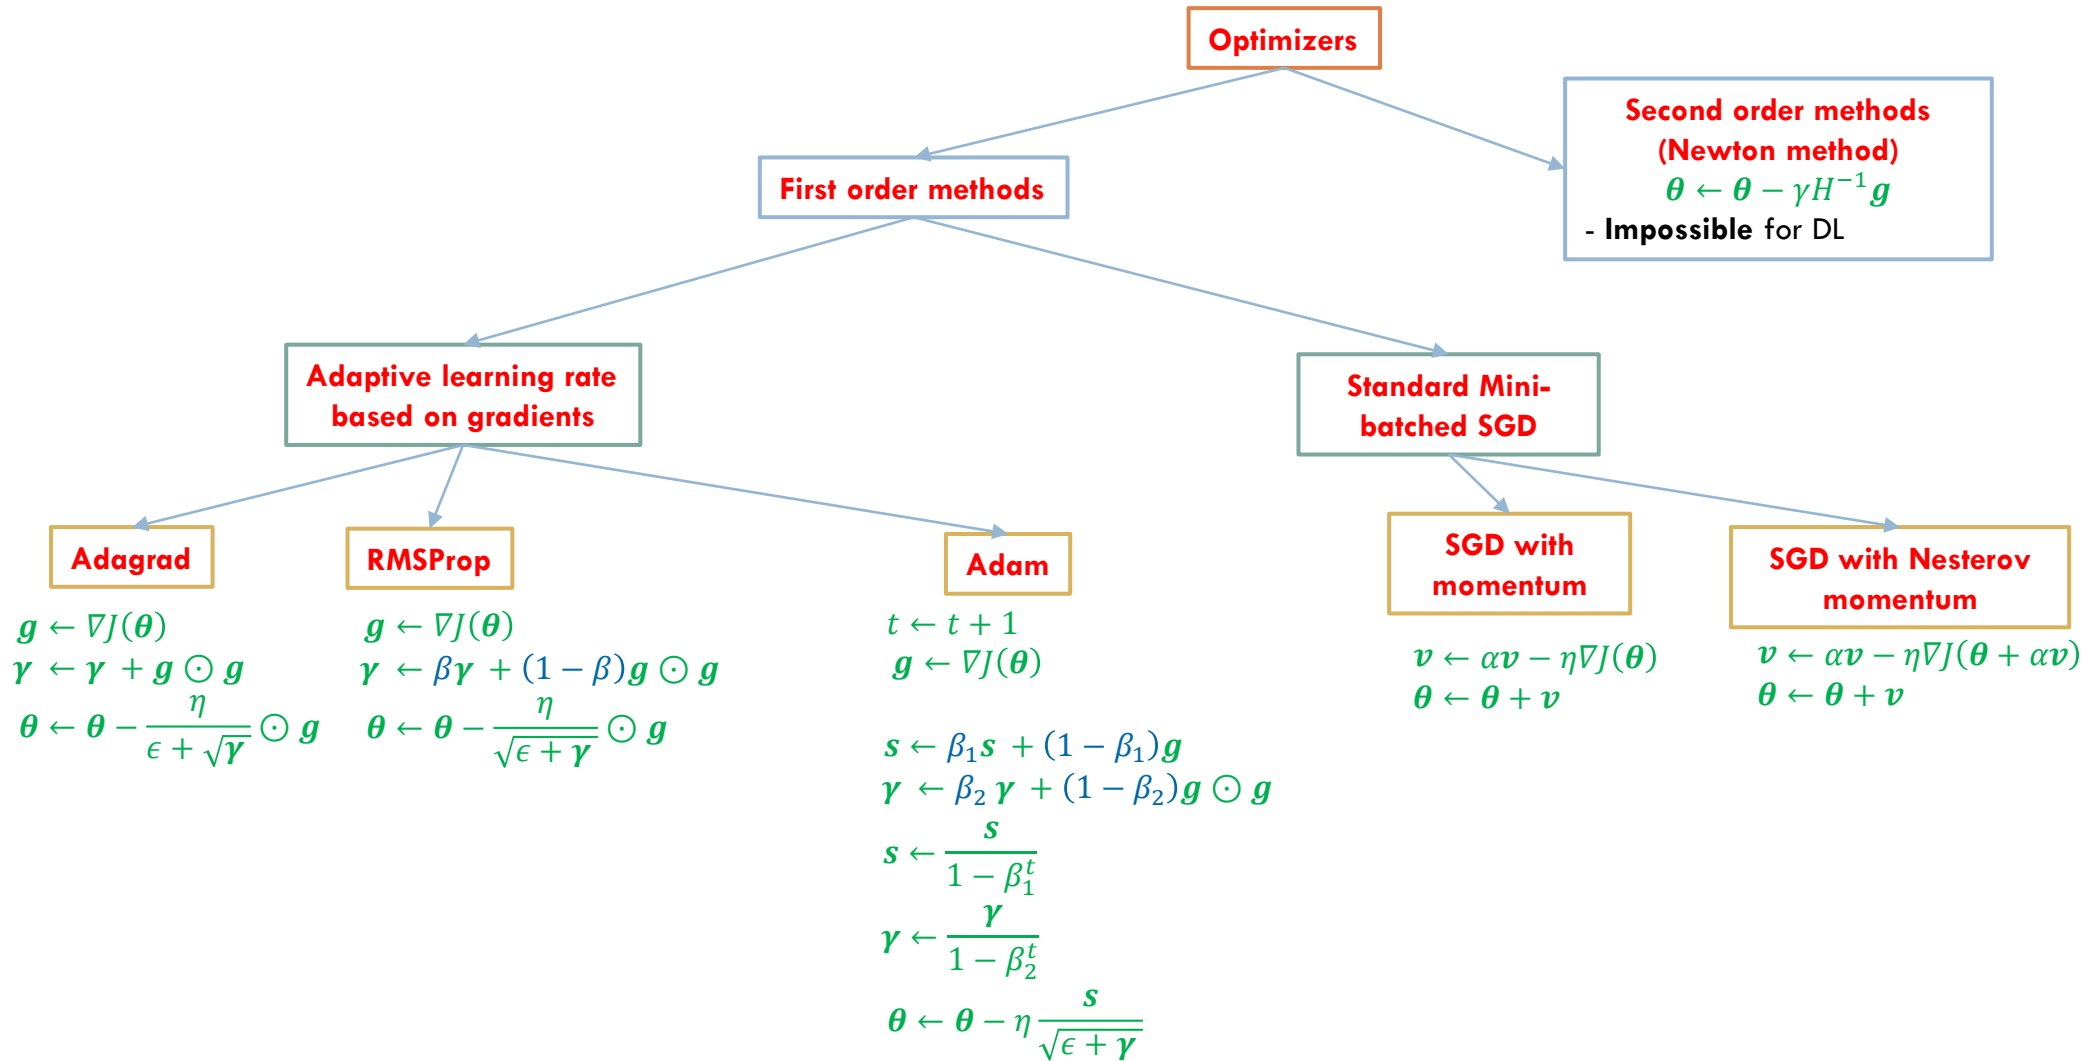 Optimizers
Second order methods
(Newton method)
𝜽 ← 𝜽 − γH⁻¹𝒈
- Impossible for DL
First order methods
Adaptive learning rate
based on gradients
Standard Mini-
batched SGD
Adagrad
𝒈 ← ∇J(𝜽)
𝜸 ← 𝜸 + 𝒈 ⊙ 𝒈
𝜽 ← 𝜽 − η / (ϵ + √𝜸) ⊙ 𝒈
RMSProp
𝒈 ← ∇J(𝜽)
𝜸 ← β𝜸 + (1 − β)𝒈 ⊙ 𝒈
𝜽 ← 𝜽 − η / √(ϵ + 𝜸) ⊙ 𝒈
Adam
t ← t + 1
𝒈 ← ∇J(𝜽)
𝒔 ← β₁𝒔 + (1 − β₁)𝒈
𝜸 ← β₂ 𝜸 + (1 − β₂)𝒈 ⊙ 𝒈
𝒔 ← 𝒔 / (1 − β₁ᵗ)
𝜸 ← 𝜸 / (1 − β₂ᵗ)
𝜽 ← 𝜽 − η 𝒔 / √(ϵ + 𝜸)
SGD with
momentum
𝒗 ← α𝒗 − η∇J(𝜽)
𝜽 ← 𝜽 + 𝒗
SGD with Nesterov
momentum
𝒗 ← α𝒗 − η∇J(𝜽 + α𝒗)
𝜽 ← 𝜽 + 𝒗